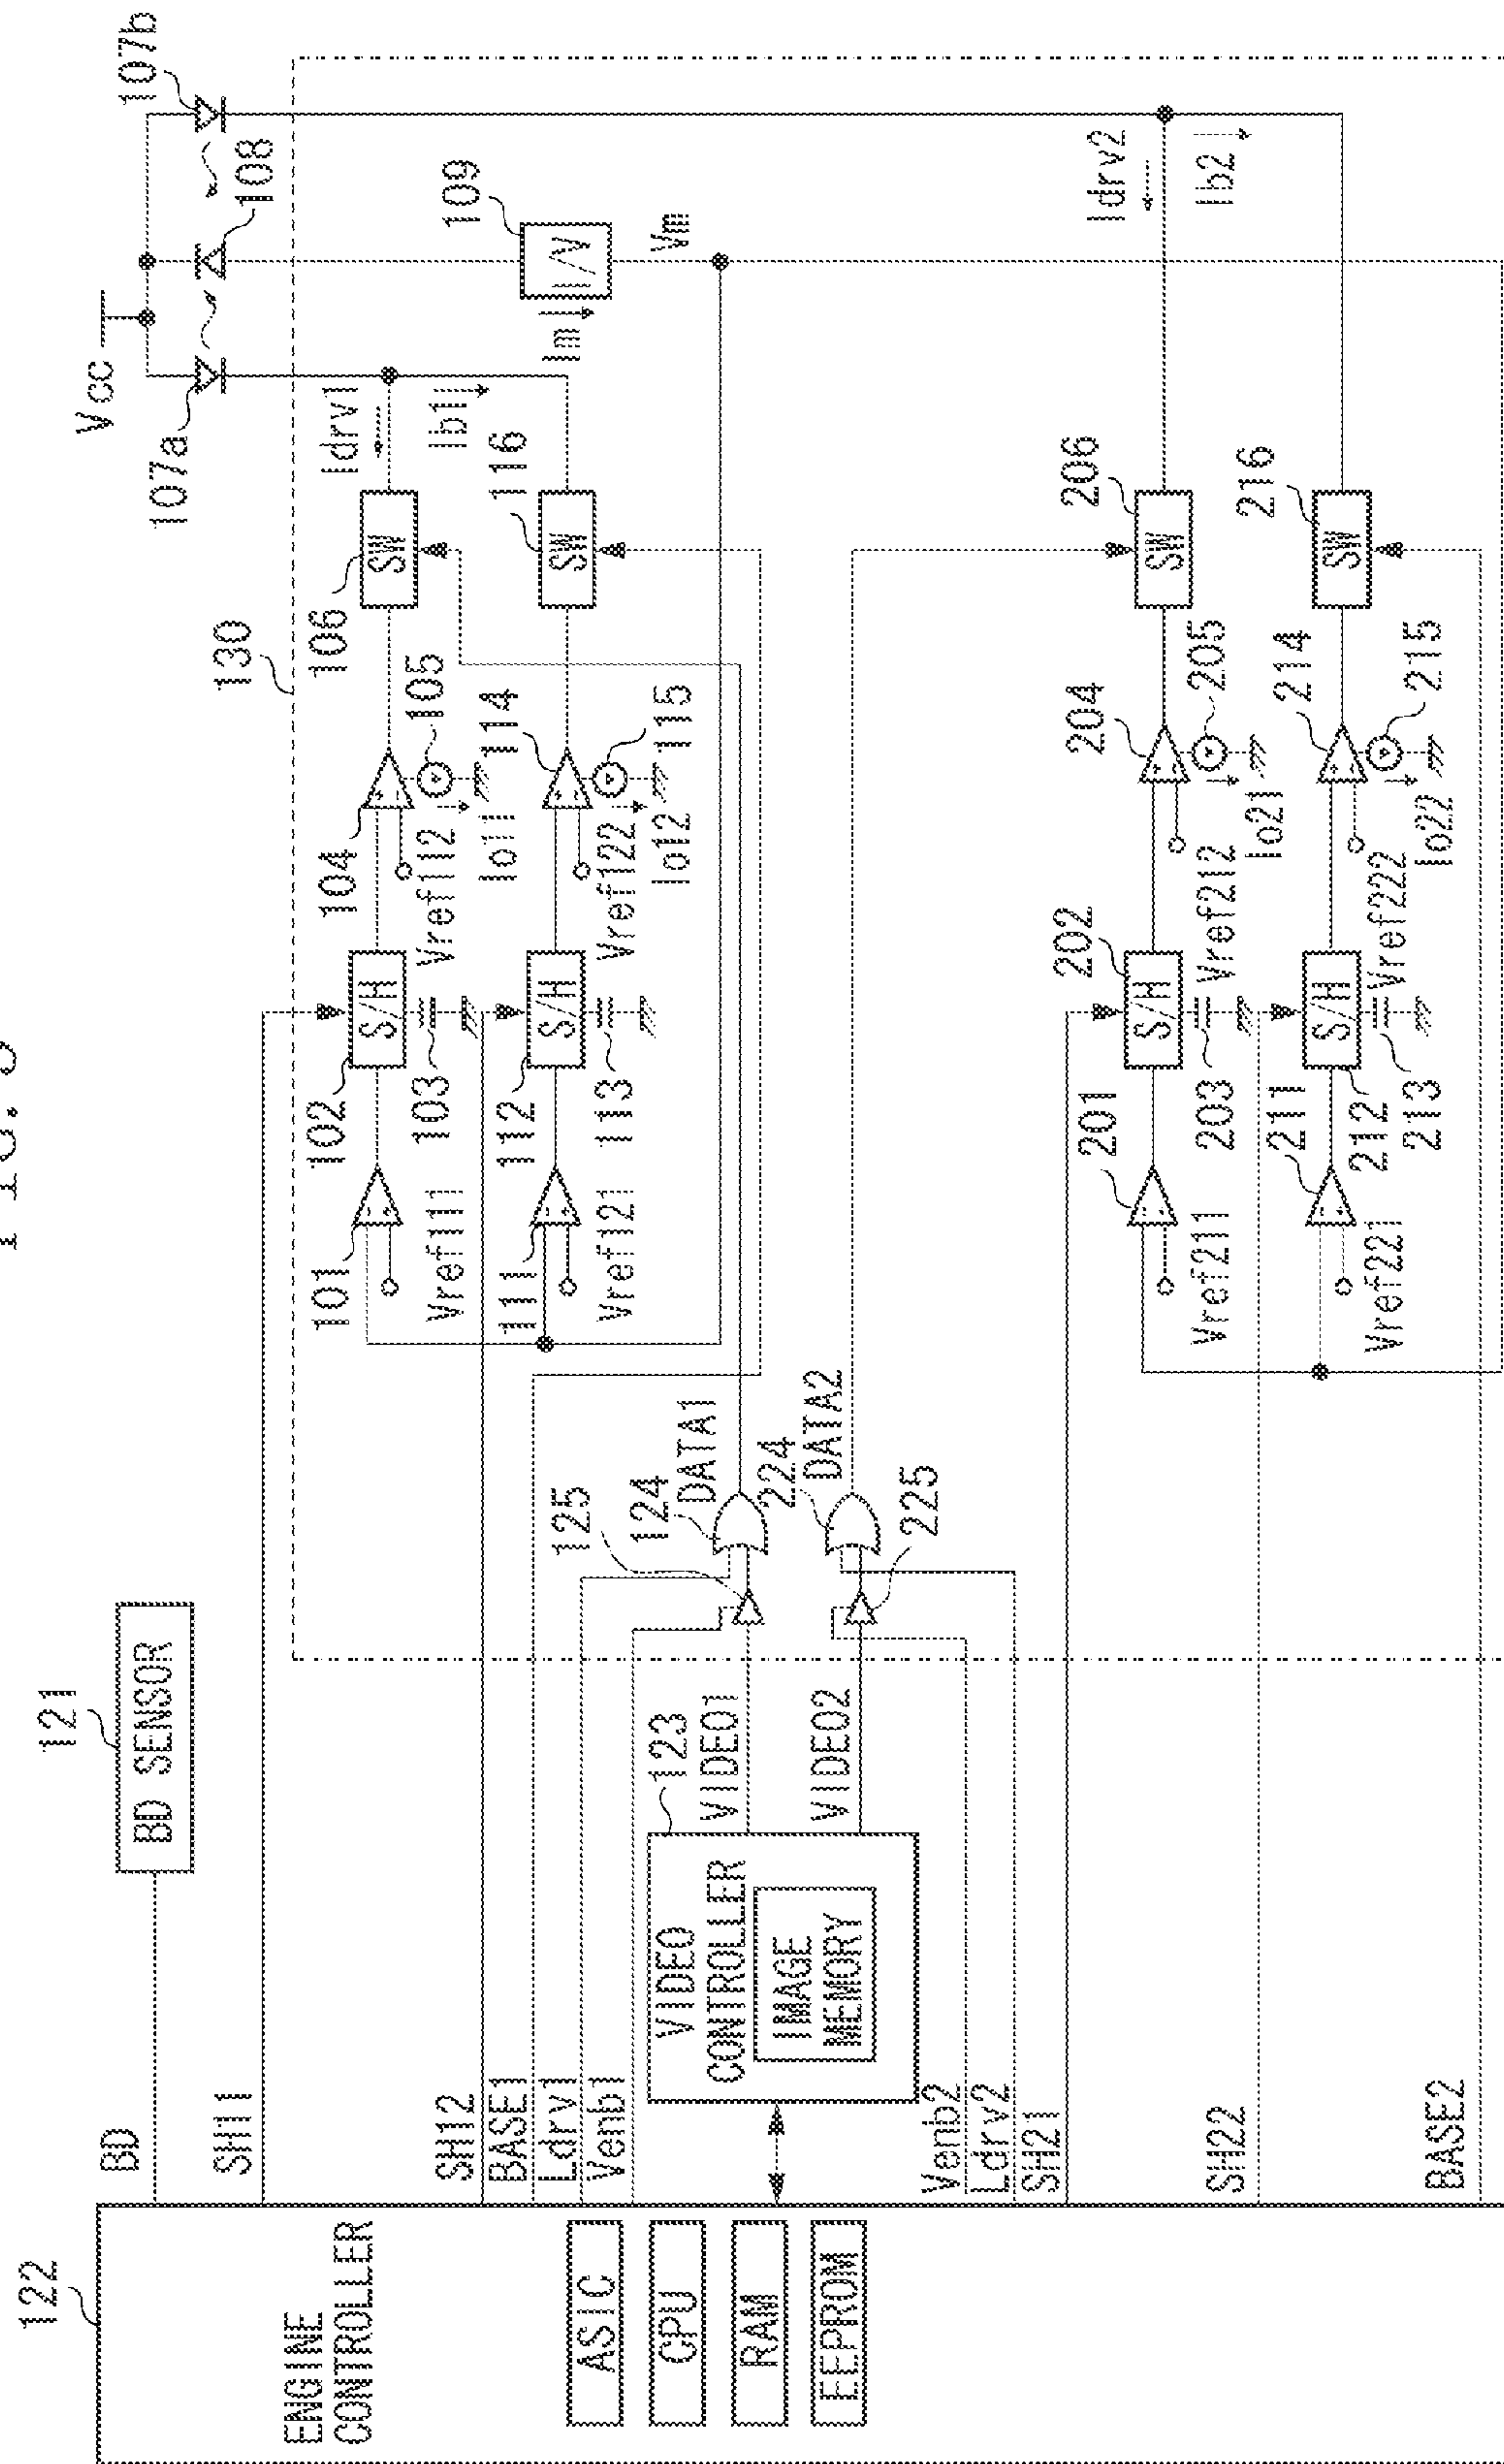 122
ENGINE
CONTROLLER
ASIC
CPU
RAM
EEPROM
BD
121
BD SENSOR
SH11
SH12
BASE1
Ldrv1
Venb1
Venb2
Ldrv2
SH21
SH22
BASE2
123
VIDEO
CONTROLLER
IMAGE
MEMORY
VIDEO1
VIDEO2
125
124
DATA1
224
DATA2
225
130
101
Vref111
102
S/H
103
104
Vref112
105
Io11
106
SW
111
Vref121
112
S/H
113
114
Vref122
115
Io12
116
SW
Idrv1
Ib1
Vcc
107a
108
107b
109
I/V
Im
Vm
201
Vref211
202
S/H
203
Vref212
204
205
Io21
206
SW
211
Vref221
212
S/H
213
Vref222
214
215
Io22
216
SW
Idrv2
Ib2